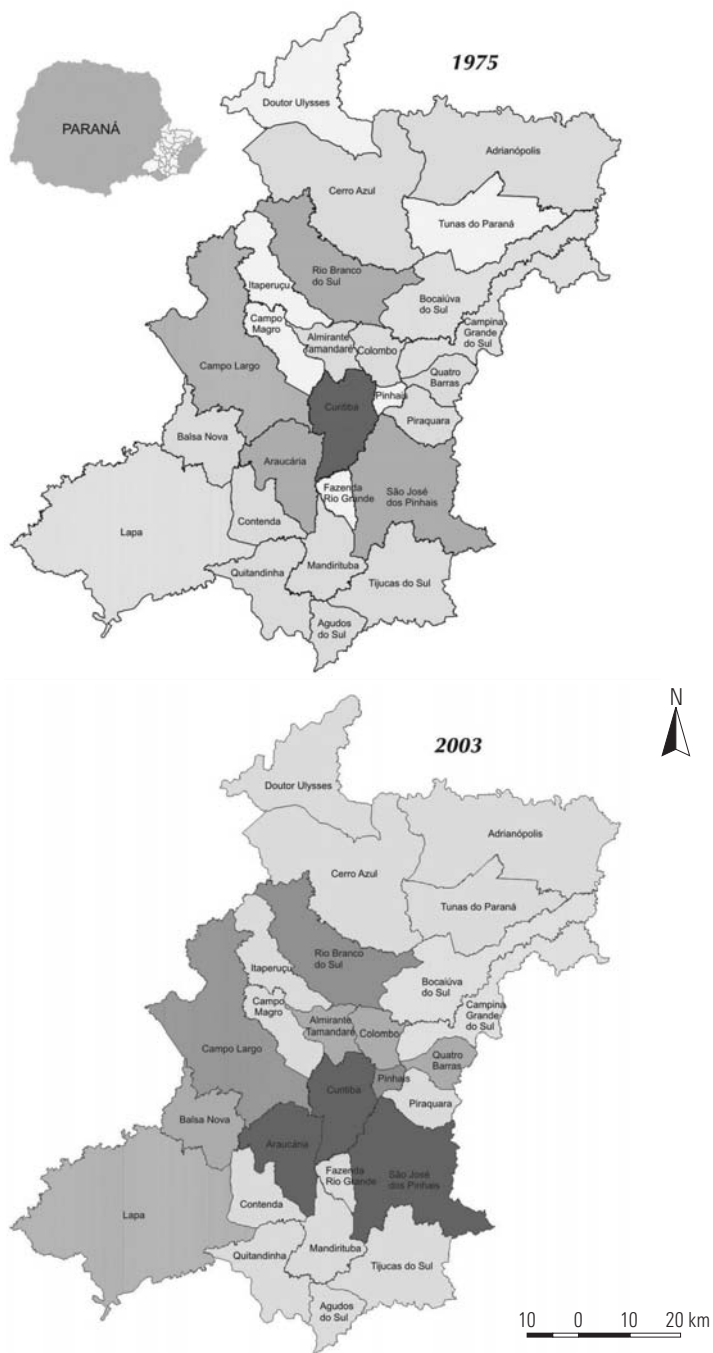 1975
PARANÁ
Doutor Ulysses
Adrianópolis
Cerro Azul
Tunas do Paraná
Rio Branco
do Sul
Itaperuçu
Bocaiúva
do Sul
Campo
Magro
Campina
Grande
do Sul
Almirante
Tamandaré
Colombo
Campo Largo
Quatro
Barras
Pinhais
Curitiba
Piraquara
Balsa Nova
Araucária
Fazenda
Rio Grande
São José
dos Pinhais
Contenda
Lapa
Mandirituba
Quitandinha
Tijucas do Sul
Agudos
do Sul
N
2003
Doutor Ulysses
Adrianópolis
Cerro Azul
Tunas do Paraná
Rio Branco
do Sul
Itaperuçu
Bocaiúva
do Sul
Campo
Magro
Campina
Grande
do Sul
Almirante
Tamandaré
Colombo
Campo Largo
Quatro
Barras
Pinhais
Curitiba
Piraquara
Balsa Nova
Araucária
Fazenda
Rio Grande
São José
dos Pinhais
Contenda
Lapa
Mandirituba
Quitandinha
Tijucas do Sul
Agudos
do Sul
10 0 10 20 km